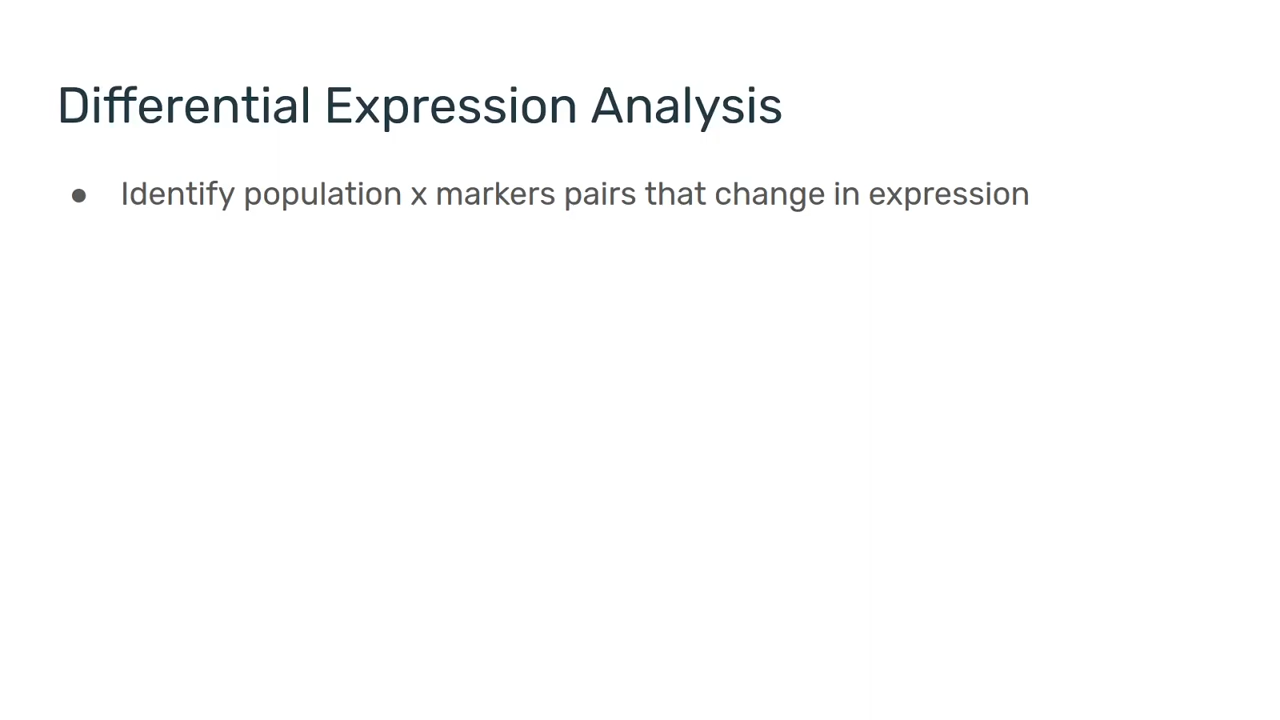 Differential Expression Analysis
● Identify population x markers pairs that change in expression